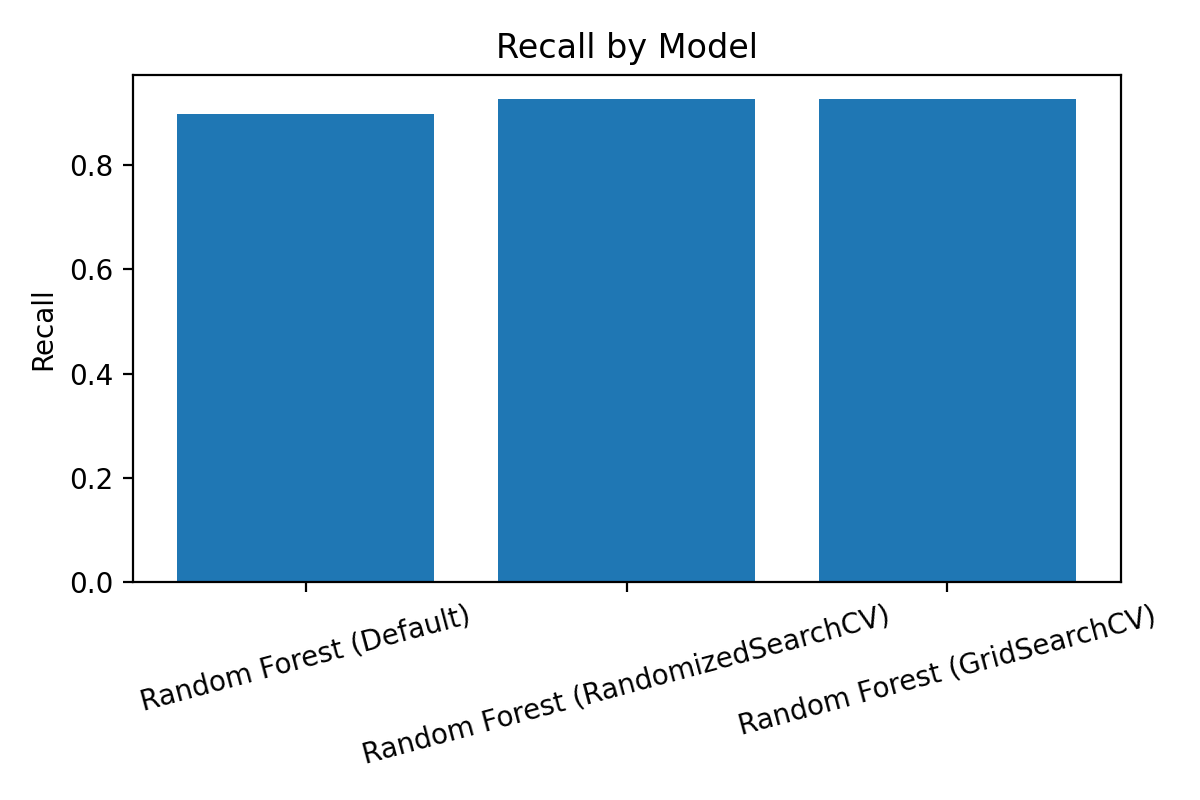 Recall by Model
Recall
0.8
0.6
0.4
0.2
0.0
Random Forest (Default)
Random Forest (RandomizedSearchCV)
Random Forest (GridSearchCV)